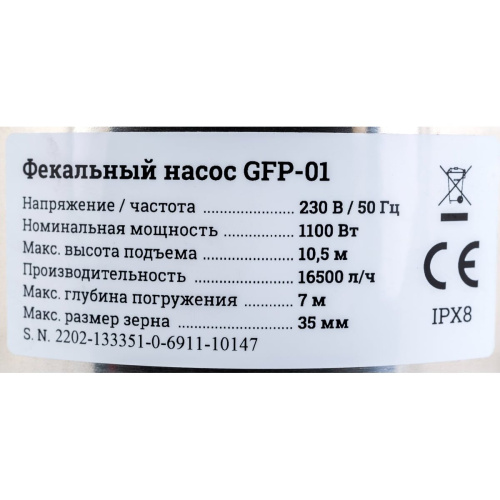 Фекальный насос GFP-01
Напряжение / частота ................ 230 В / 50 Гц
Номинальная мощность ............ 1100 Вт
Макс. высота подъема ................ 10,5 м
Производительность .................. 16500 л/ч
Макс. глубина погружения ....... 7 м
Макс. размер зерна .................... 35 мм
S. N. 2202-133351-0-6911-10147
CE
IPX8